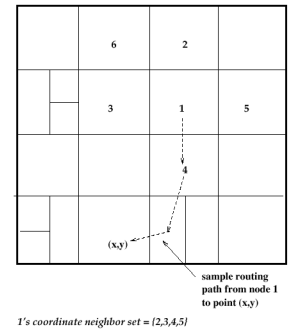 6 2
3 1 5
4
(x,y)
sample routing
path from node 1
to point (x,y)
1's coordinate neighbor set = {2,3,4,5}